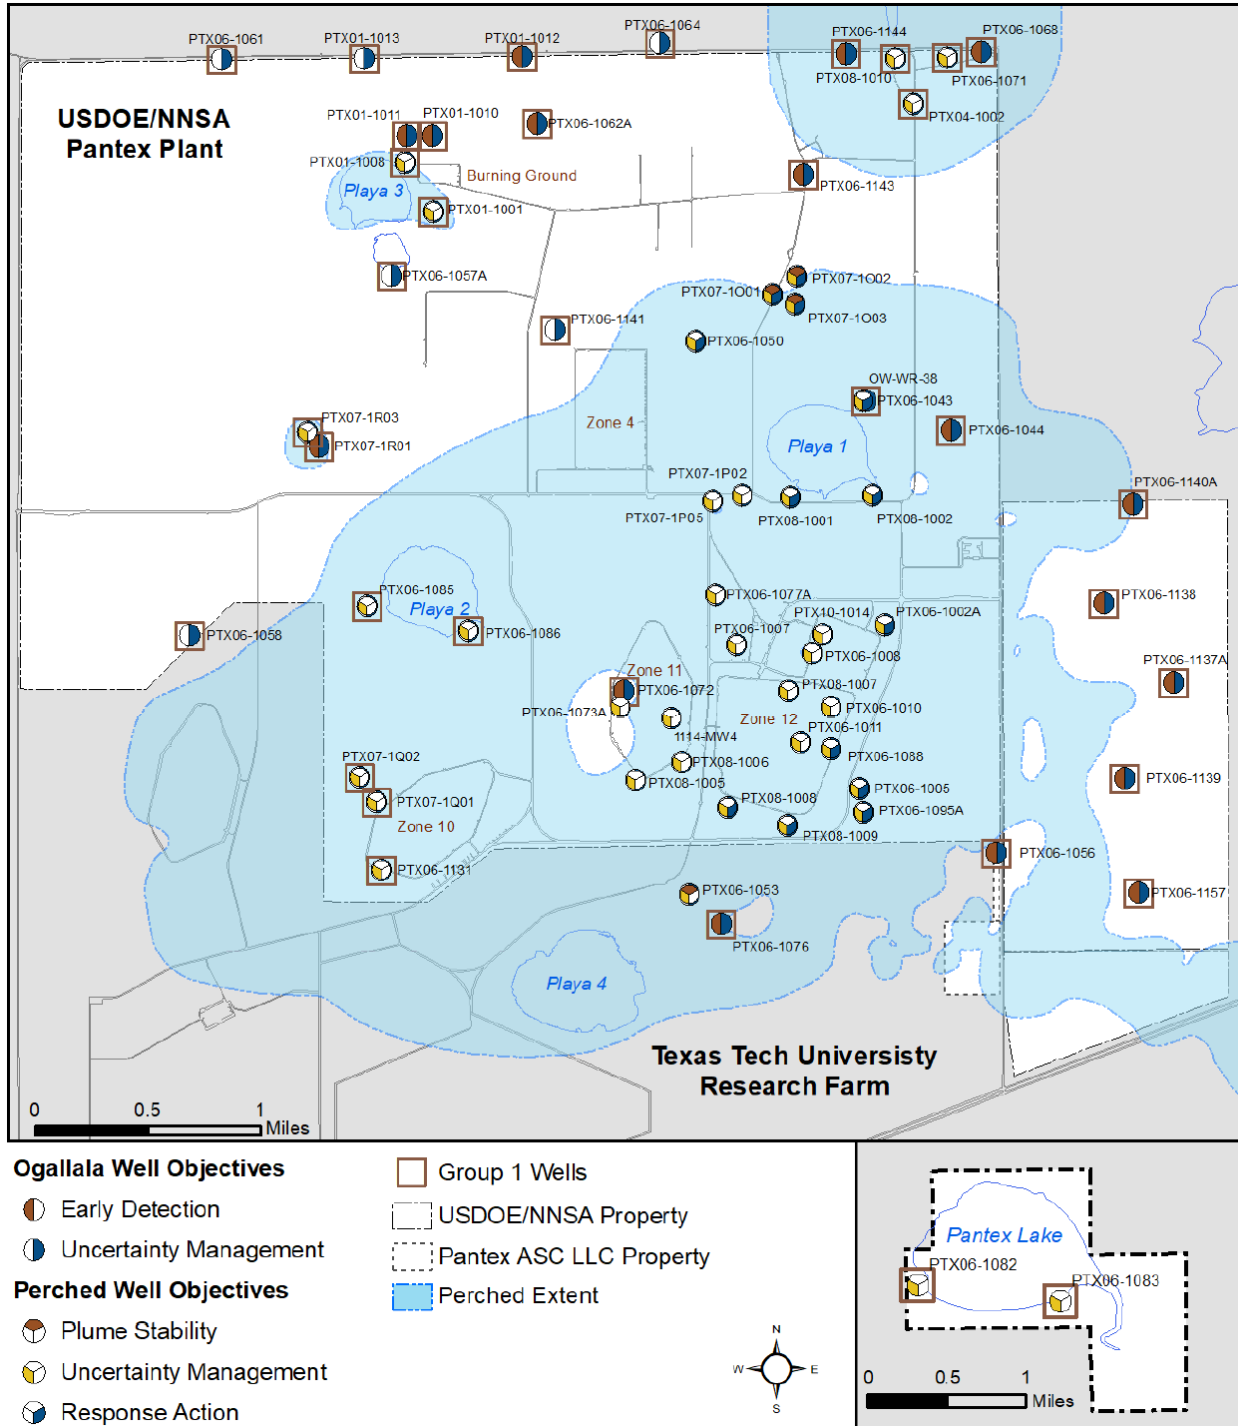 PTX06-1064
PTX06-1061
PTX01-1013
PTX01-1012
PTX06-1144
PTX06-1068
PTX08-1010
PTX06-1071
PTX04-1002
USDOE/NNSA
Pantex Plant
PTX01-1011
PTX01-1010
PTX06-1062A
PTX01-1008
Burning Ground
Playa 3
PTX06-1143
PTX01-1001
PTX06-1057A
PTX07-1O02
PTX07-1O01
PTX07-1O03
PTX06-1141
PTX06-1050
OW-WR-38
PTX06-1043
PTX07-1R03
Zone 4
PTX06-1044
PTX07-1R01
Playa 1
PTX07-1P02
PTX06-1140A
PTX07-1P05
PTX08-1001
PTX08-1002
PTX06-1085
Playa 2
PTX06-1077A
PTX06-1138
PTX10-1014
PTX06-1002A
PTX06-1058
PTX06-1086
PTX06-1007
PTX06-1008
PTX06-1137A
Zone 11
PTX06-1072
PTX08-1007
PTX06-1073A
Zone 12
PTX06-1010
1114-MW4
PTX06-1011
PTX07-1Q02
PTX08-1006
PTX06-1088
PTX08-1005
PTX06-1139
PTX07-1Q01
PTX08-1008
PTX06-1005
PTX06-1095A
Zone 10
PTX08-1009
PTX06-1056
PTX06-1131
PTX06-1053
PTX06-1157
PTX06-1076
Playa 4
Texas Tech Universisty
Research Farm
0 0.5 1
Miles
Ogallala Well Objectives
Early Detection
Uncertainty Management
Perched Well Objectives
Plume Stability
Uncertainty Management
Response Action
Group 1 Wells
USDOE/NNSA Property
Pantex ASC LLC Property
Perched Extent
N
W E
S
Pantex Lake
PTX06-1082
PTX06-1083
0 0.5 1
Miles